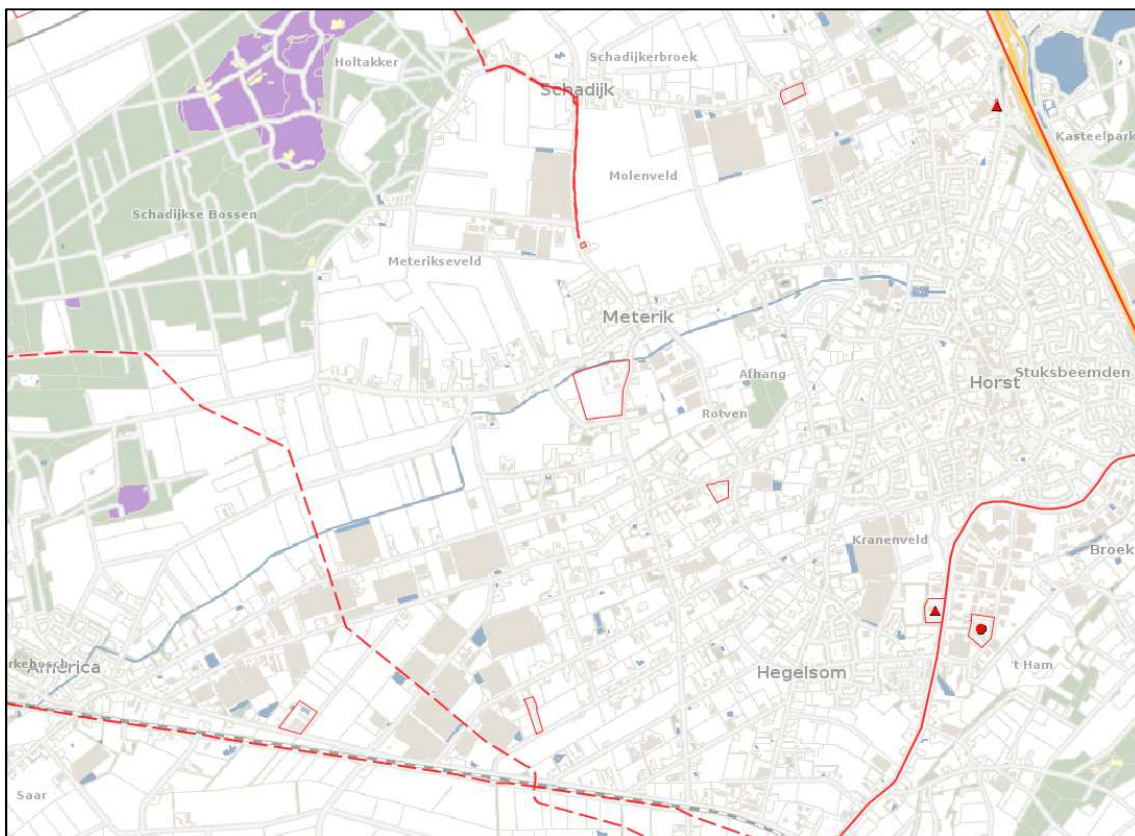 Schadijkerbroek
Holtakker
Schadijk
Kasteelpark
Molenveld
Schadijkse Bossen
Meterikseveld
Meterik
Stuksbeemden
Afhang
Horst
Rotven
Kranenveld
Broek
rkebosch
America
't Ham
Hegelsom
Saar